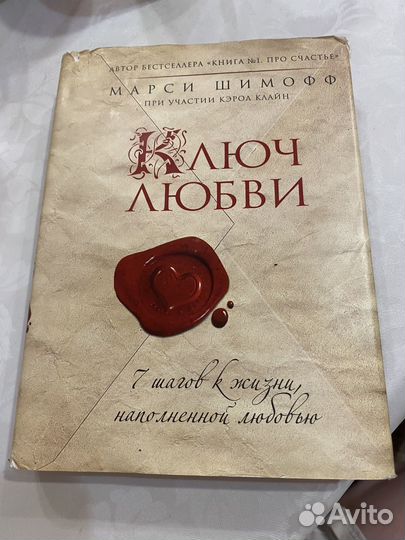 АВТОР БЕСТСЕЛЛЕРА «КНИГА №1. ПРО СЧАСТЬЕ»
МАРСИ ШИМОФФ
ПРИ УЧАСТИИ КЭРОЛ КЛАЙН
КЛЮЧ
ЛЮБВИ
7 шагов к жизни,
наполненной любовью
Avito